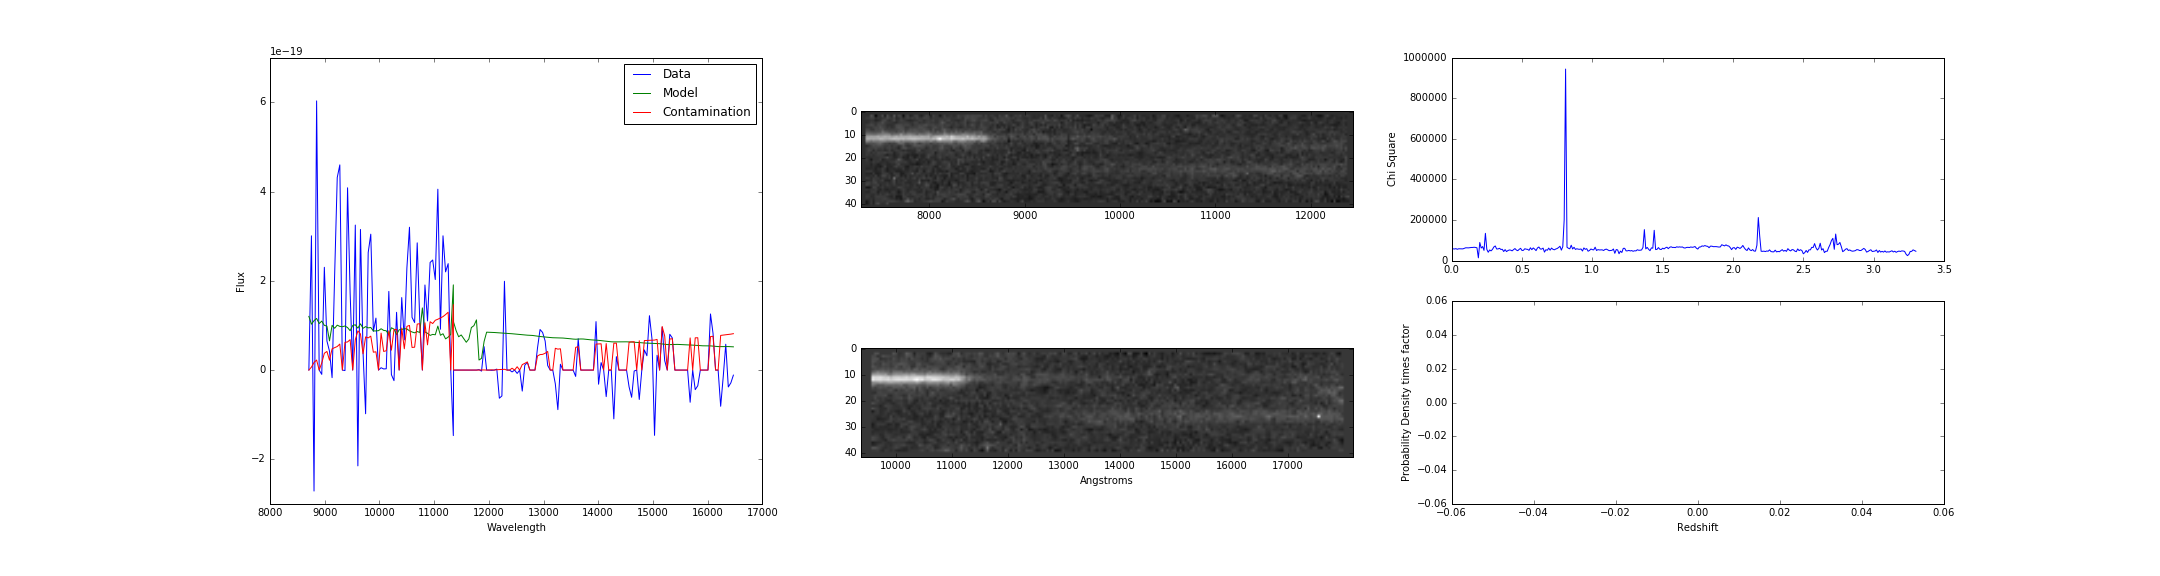 1e−19
6
4
2
0
−2
Flux
8000 9000 10000 11000 12000 13000 14000 15000 16000 17000
Wavelength
Data
Model
Contamination
0
10
20
30
40
8000 9000 10000 11000 12000
0
10
20
30
40
10000 11000 12000 13000 14000 15000 16000 17000
Angstroms
1000000
800000
600000
400000
200000
0
Chi Square
0.0 0.5 1.0 1.5 2.0 2.5 3.0 3.5
0.06
0.04
0.02
0.00
−0.02
−0.04
−0.06
Probability Density times factor
−0.06 −0.04 −0.02 0.00 0.02 0.04 0.06
Redshift